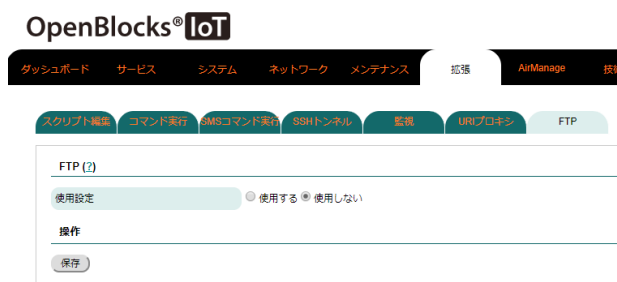 OpenBlocks® IoT
ダッシュボード サービス システム ネットワーク メンテナンス 拡張 AirManage
スクリプト編集 コマンド実行 SMSコマンド実行 SSHトンネル 監視 URIプロキシ FTP
FTP (?)
使用設定 使用する 使用しない
操作
保存